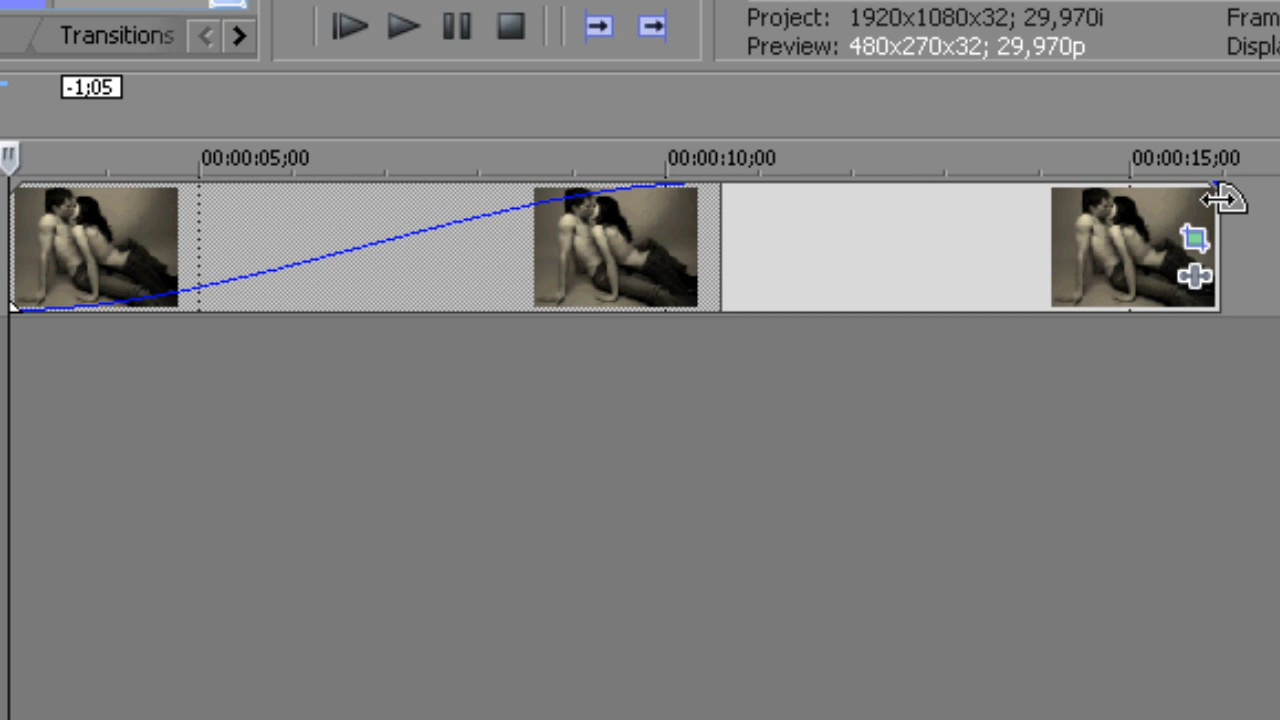 Transitions
Project: 1920x1080x32; 29,970i
Preview: 480x270x32; 29,970p
Fram
Displa
-1;05
00:00:05;00 00:00:10;00 00:00:15;00